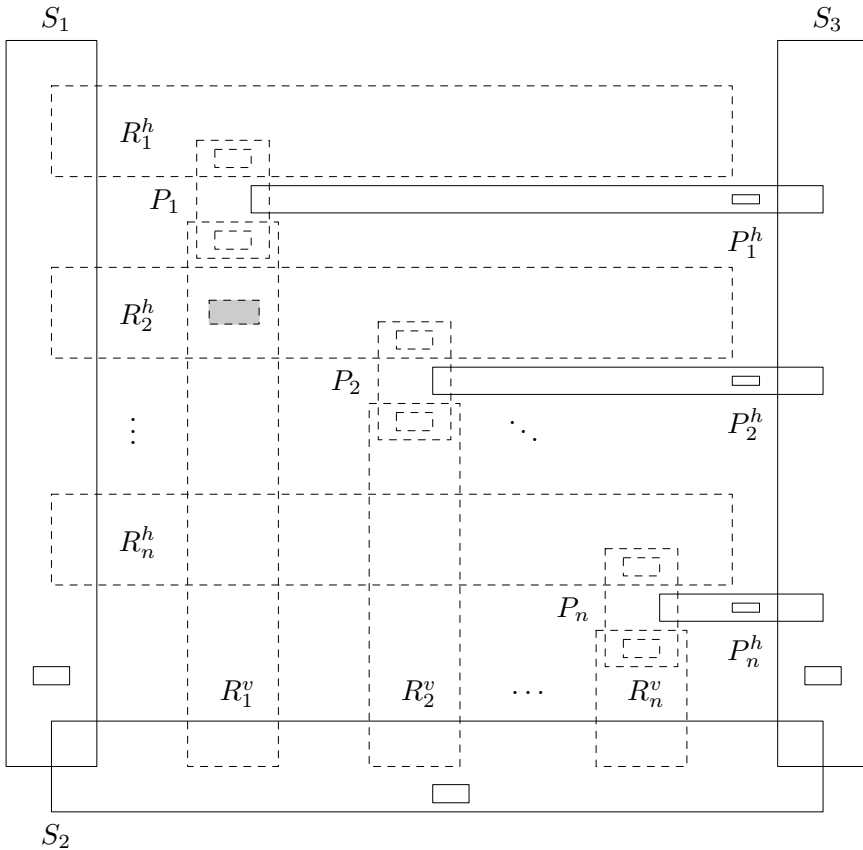 S_1 S_3
R_1^h
P_1
P_1^h
R_2^h
P_2
⋮ ⋱ P_2^h
R_n^h
P_n
P_n^h
R_1^v R_2^v ⋯ R_n^v
S_2